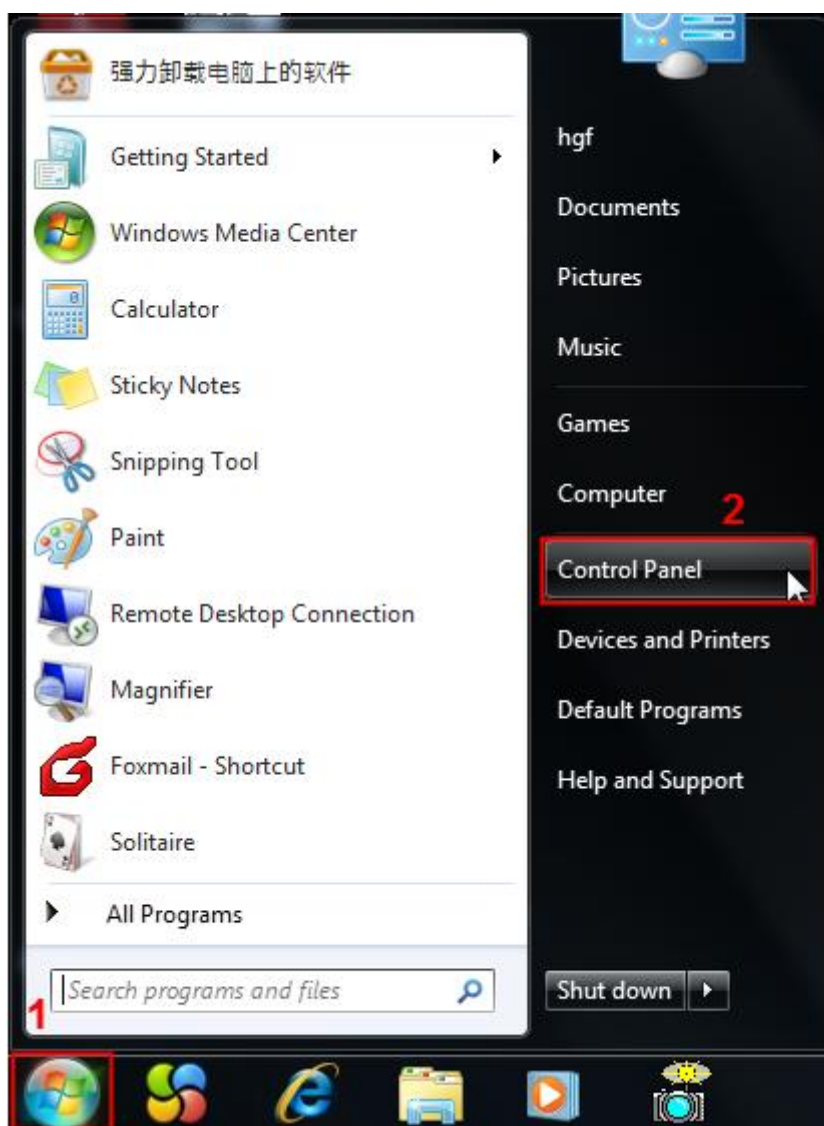 强力卸载电脑上的软件
Getting Started
Windows Media Center
Calculator
Sticky Notes
Snipping Tool
Paint
Remote Desktop Connection
Magnifier
Foxmail - Shortcut
Solitaire
All Programs
Search programs and files
1
hgf
Documents
Pictures
Music
Games
Computer
2
Control Panel
Devices and Printers
Default Programs
Help and Support
Shut down